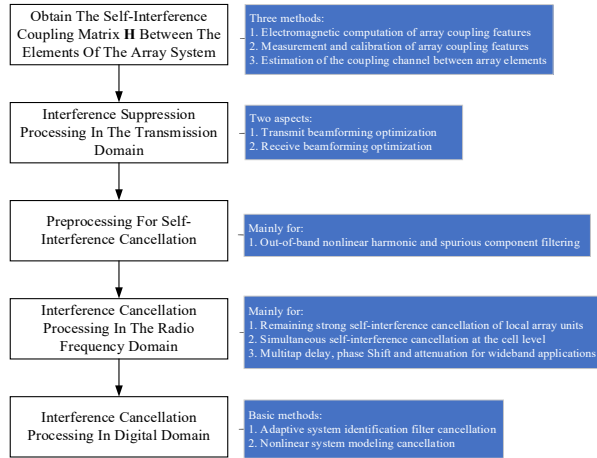 Obtain The Self-Interference
Coupling Matrix H Between The
Elements Of The Array System
Three methods:
1. Electromagnetic computation of array coupling features
2. Measurement and calibration of array coupling features
3. Estimation of the coupling channel between array elements
Interference Suppression
Processing In The Transmission
Domain
Two aspects:
1. Transmit beamforming optimization
2. Receive beamforming optimization
Preprocessing For Self-
Interference Cancellation
Mainly for:
1. Out-of-band nonlinear harmonic and spurious component filtering
Interference Cancellation
Processing In The Radio
Frequency Domain
Mainly for:
1. Remaining strong self-interference cancellation of local array units
2. Simultaneous self-interference cancellation at the cell level
3. Multitap delay, phase Shift and attenuation for wideband applications
Interference Cancellation
Processing In Digital Domain
Basic methods:
1. Adaptive system identification filter cancellation
2. Nonlinear system modeling cancellation